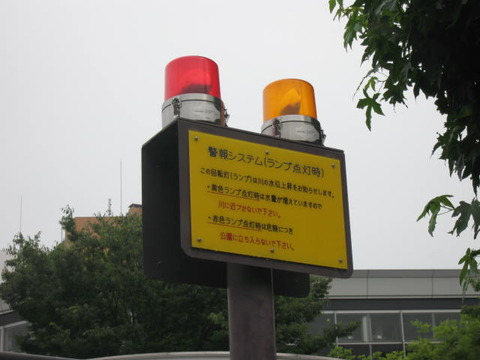 警報システム(ランプ点灯時)
この回転灯(ランプ)は川の水位上昇をお知らせします。
・黄色ランプ点灯時は水量が増えていますので
川に近づかないで下さい。
・赤色ランプ点灯時は危険につき
公園に立ち入らないで下さい。